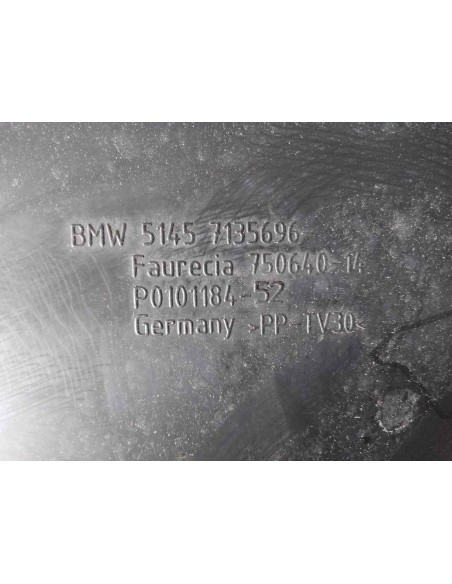 BMW 5145 7135696
Faurecia 750640-14
P0101184-52
Germany >PP-TV30<